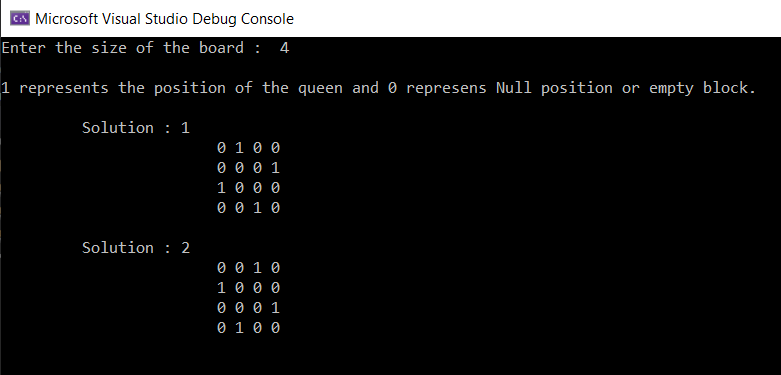 Microsoft Visual Studio Debug Console
Enter the size of the board :  4
1 represents the position of the queen and 0 represens Null position or empty block.
Solution : 1
0 1 0 0
0 0 0 1
1 0 0 0
0 0 1 0
Solution : 2
0 0 1 0
1 0 0 0
0 0 0 1
0 1 0 0